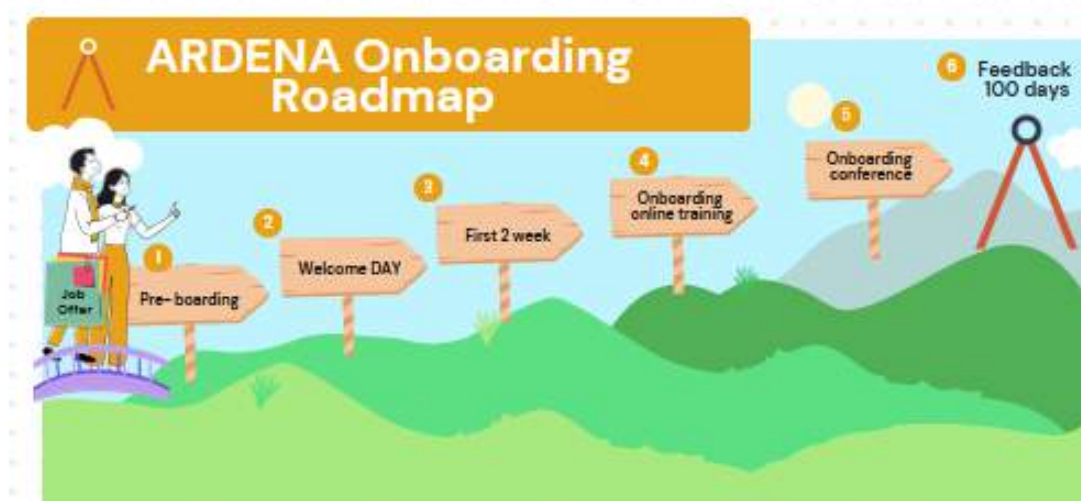 ARDENA Onboarding
Roadmap
6
Feedback
100 days
5
Onboarding
conference
4
Onboarding
online training
3
First 2 week
2
Welcome DAY
1
Pre- boarding
Job
Offer